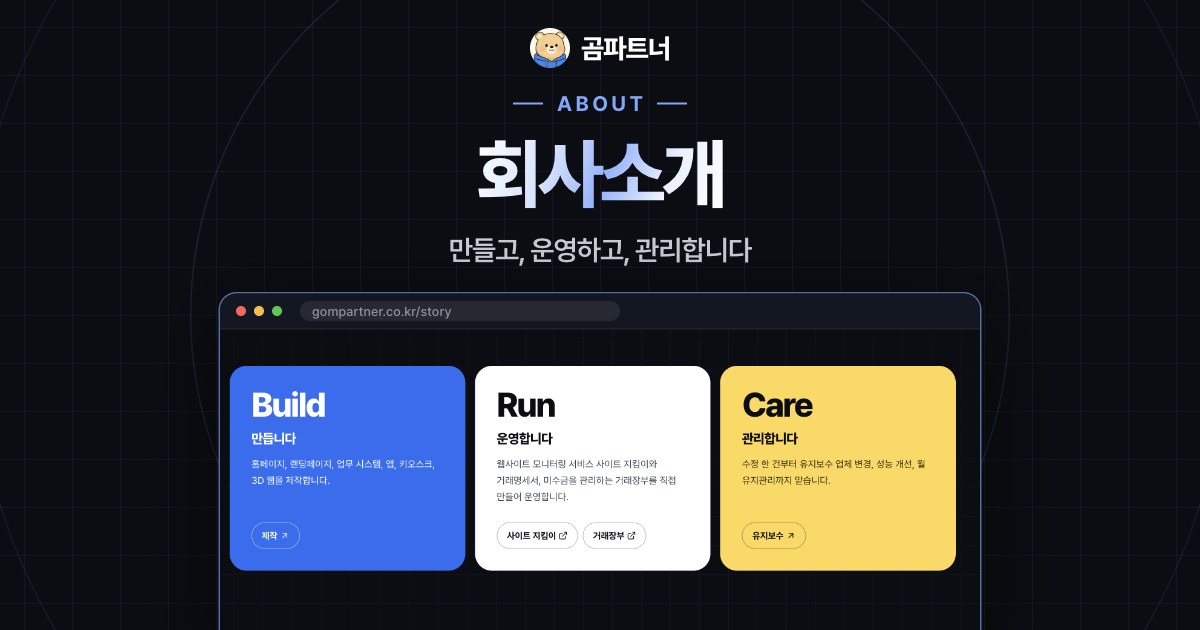 곰파트너
ABOUT
회사소개
만들고, 운영하고, 관리합니다
gompartner.co.kr/story
Build
만듭니다
홈페이지, 랜딩페이지, 업무 시스템, 앱, 키오스크,
3D 웹을 제작합니다.
제작
Run
운영합니다
웹사이트 모니터링 서비스 사이트 지킴이와
거래명세서, 미수금을 관리하는 거래장부를 직접
만들어 운영합니다.
사이트 지킴이
거래장부
Care
관리합니다
수정 한 건부터 유지보수 업체 변경, 성능 개선, 월
유지관리까지 맡습니다.
유지보수